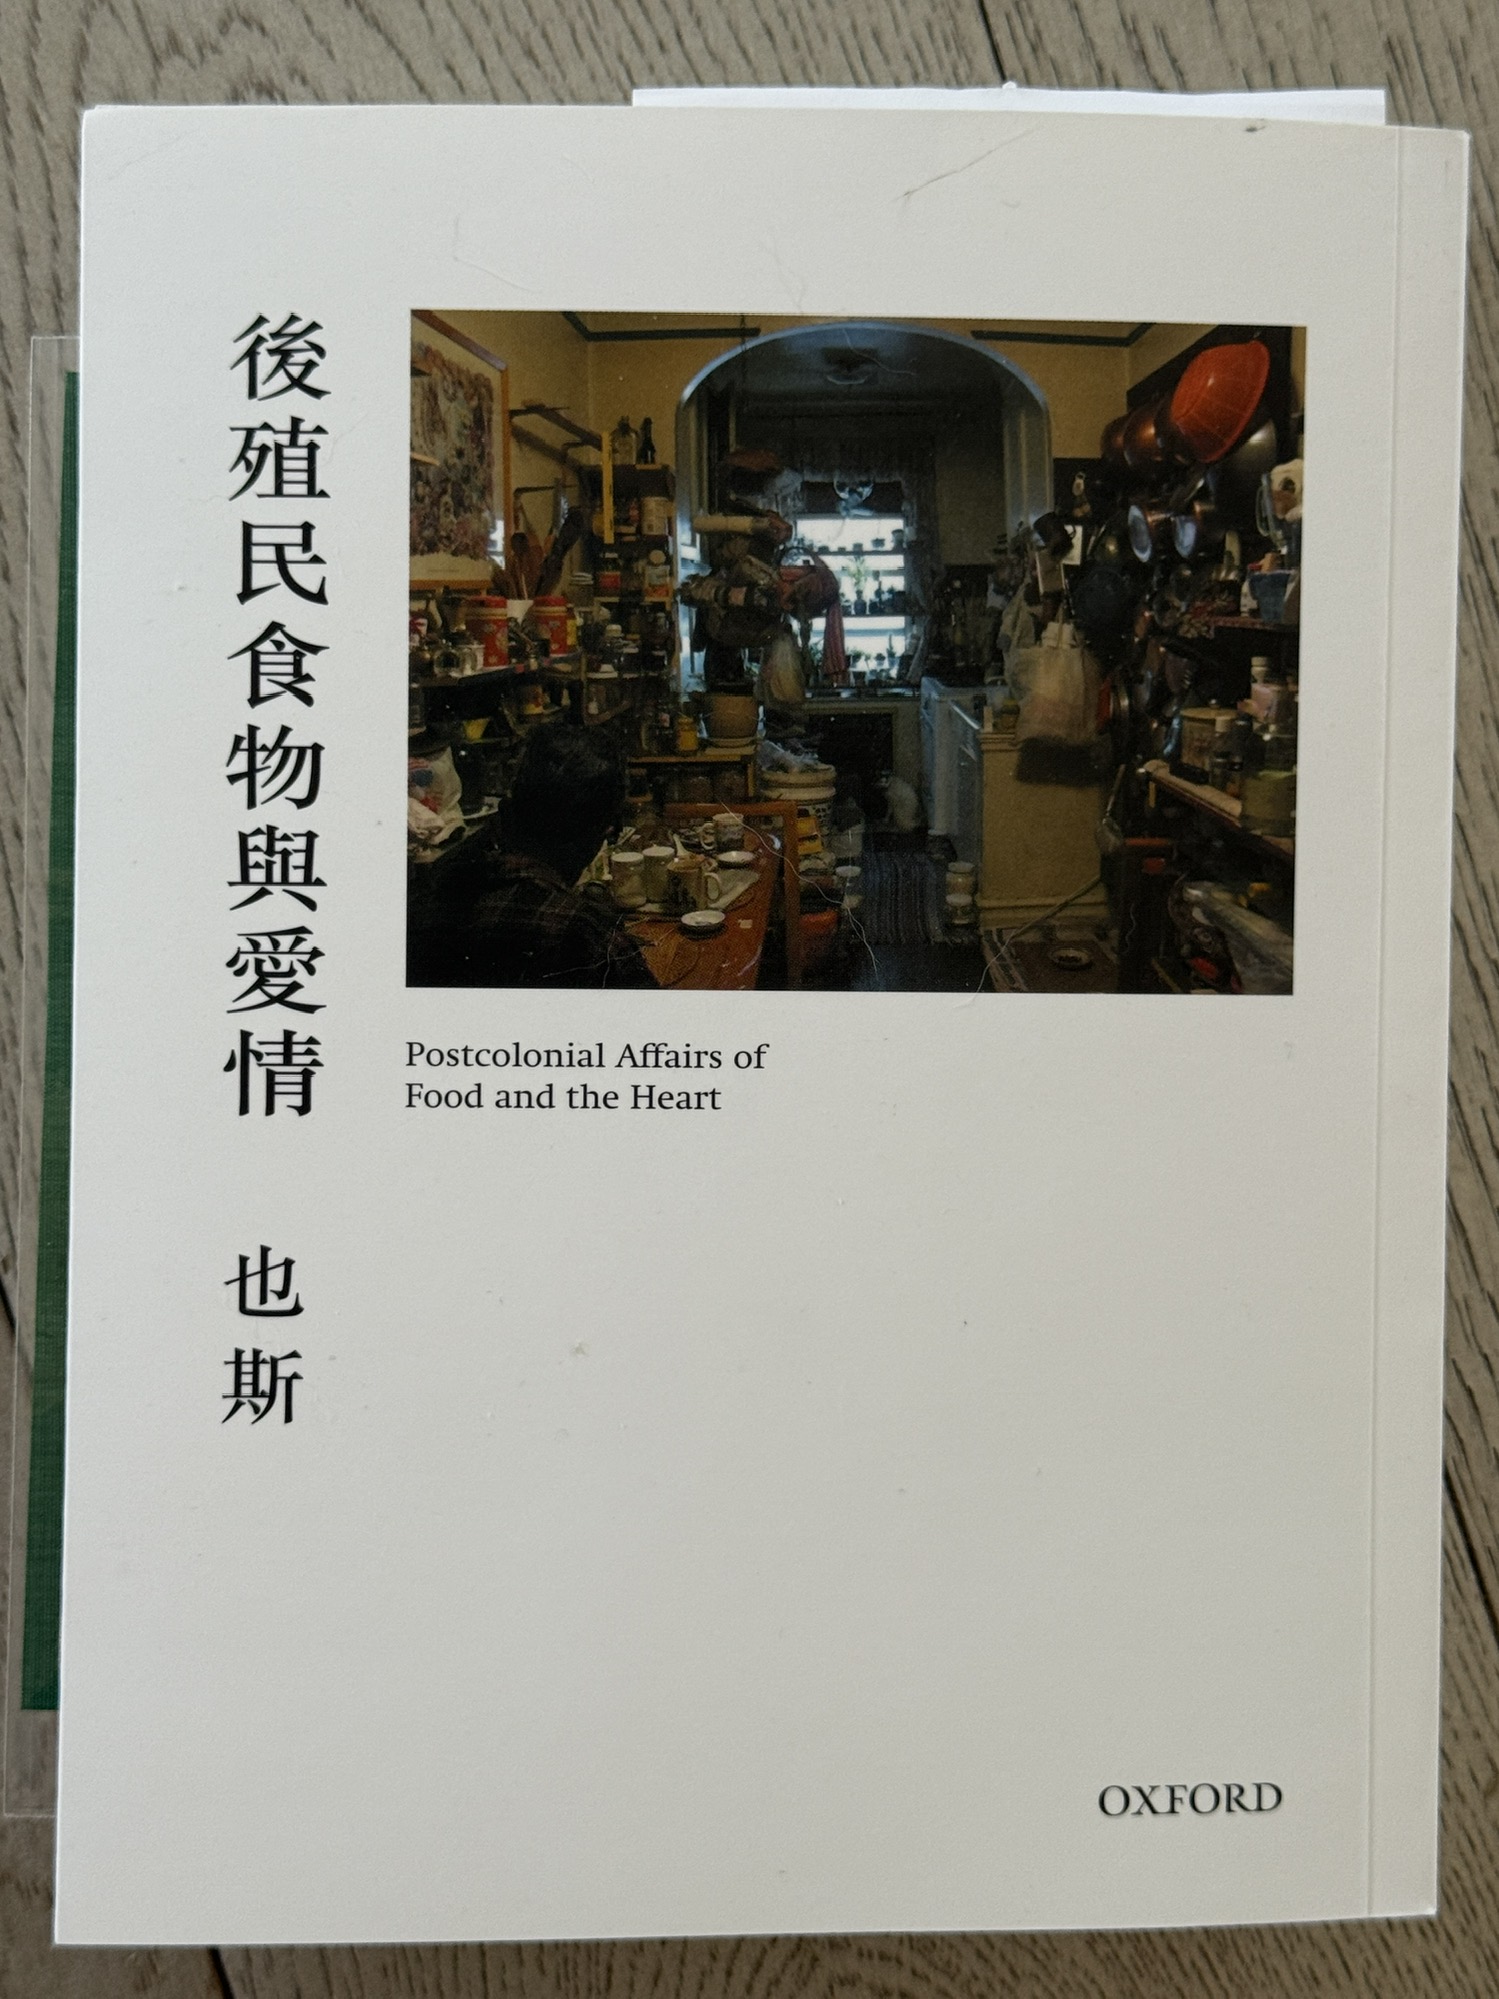 後殖民食物與愛情
也斯
Postcolonial Affairs of
Food and the Heart
OXFORD